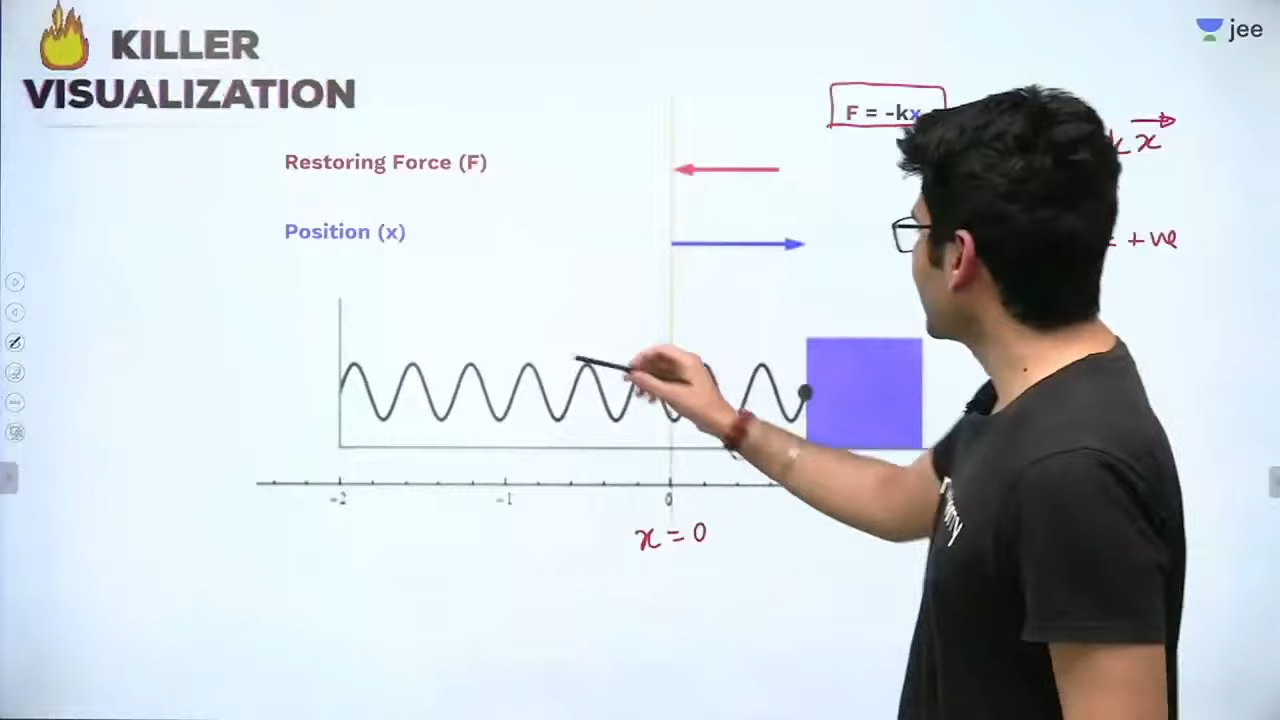 KILLER
VISUALIZATION
jee
F = -kx
x
Restoring Force (F)
Position (x)
+ve
-2 -1 0
x = 0